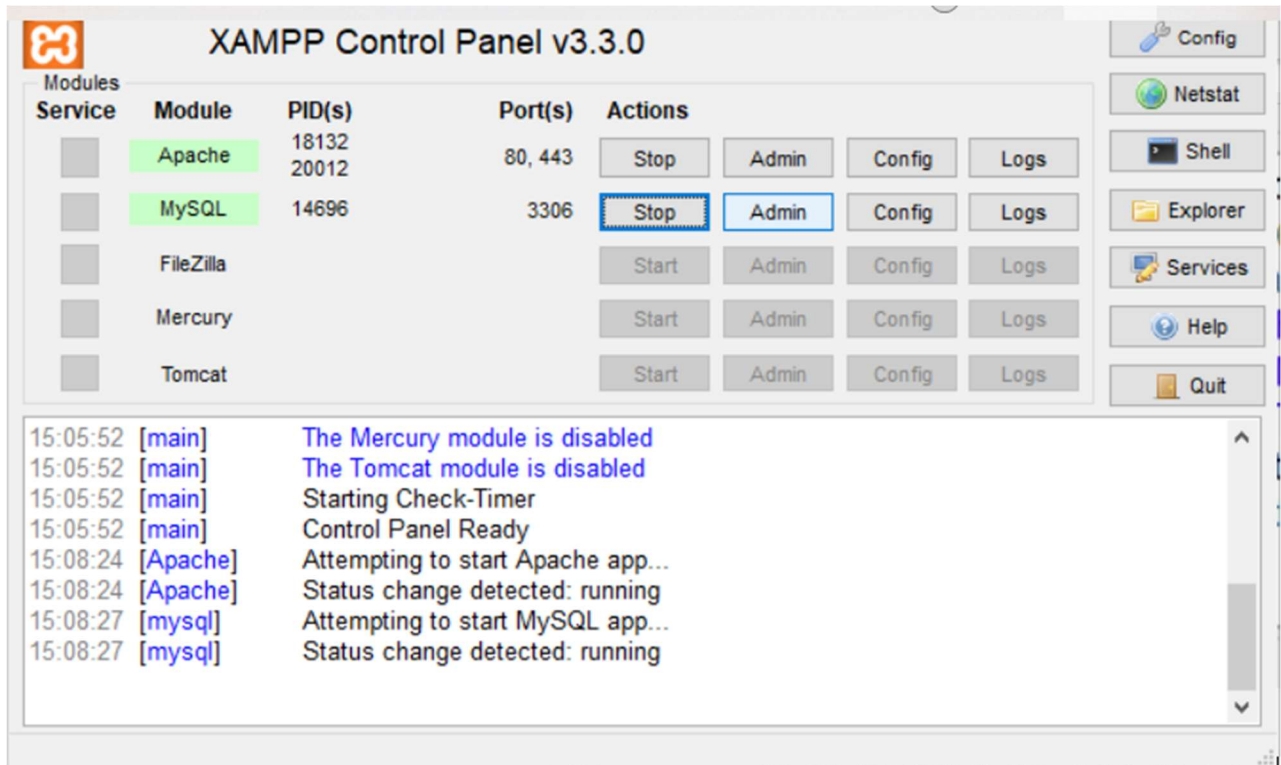 XAMPP Control Panel v3.3.0
Config
Modules
Netstat
Service Module PID(s) Port(s) Actions
Apache 18132 20012 80, 443 Stop Admin Config Logs
Shell
MySQL 14696 3306 Stop Admin Config Logs
Explorer
FileZilla Start Admin Config Logs
Services
Mercury Start Admin Config Logs
Help
Tomcat Start Admin Config Logs
Quit
15:05:52 [main] The Mercury module is disabled
15:05:52 [main] The Tomcat module is disabled
15:05:52 [main] Starting Check-Timer
15:05:52 [main] Control Panel Ready
15:08:24 [Apache] Attempting to start Apache app...
15:08:24 [Apache] Status change detected: running
15:08:27 [mysql] Attempting to start MySQL app...
15:08:27 [mysql] Status change detected: running